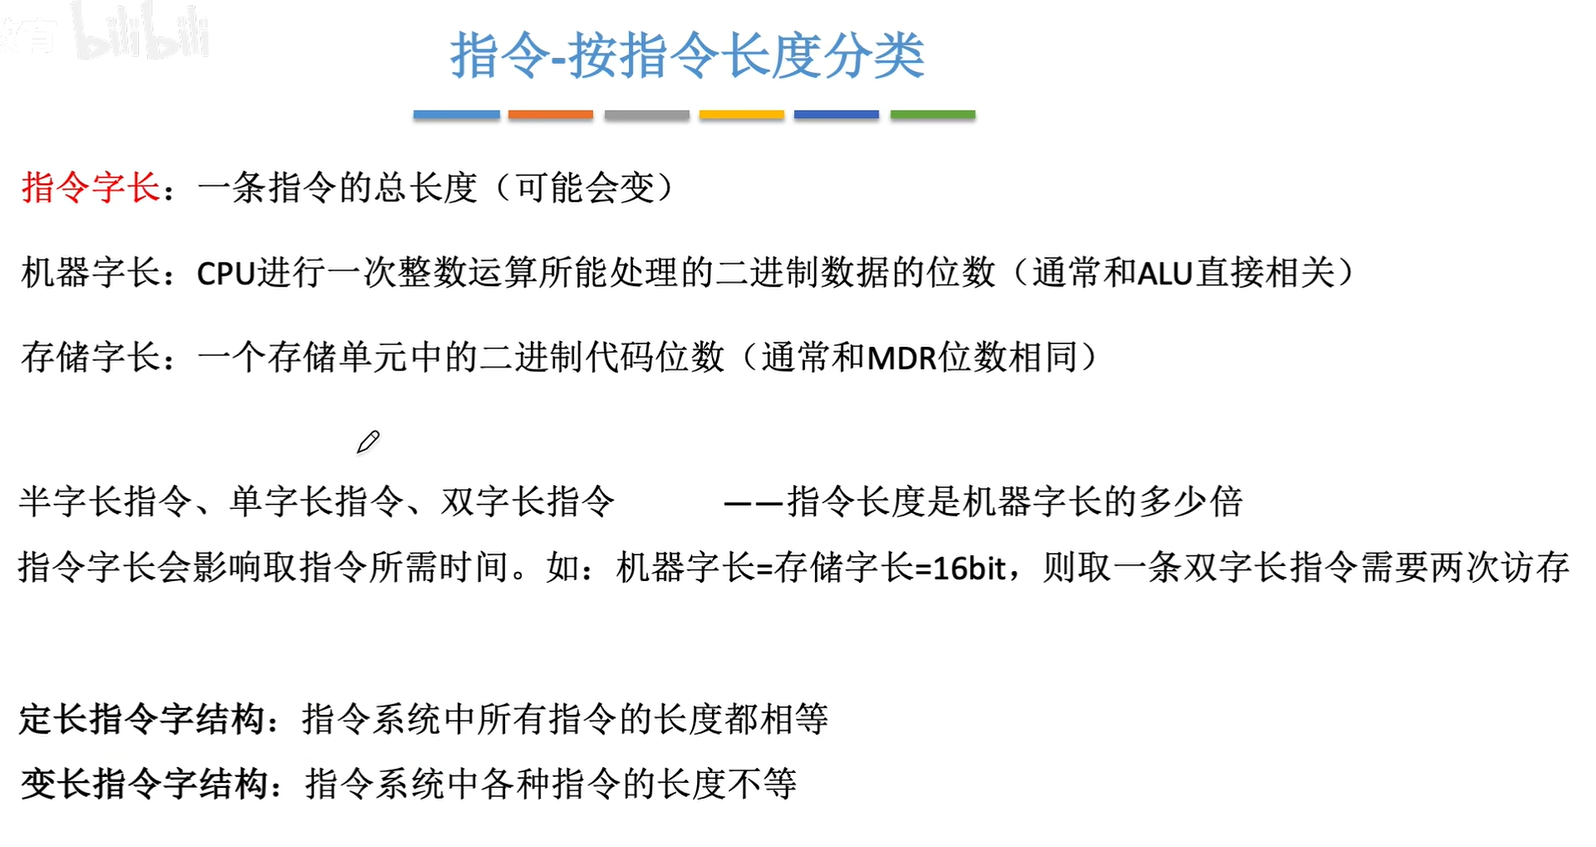 教育 bilibili
指令-按指令长度分类
指令字长：一条指令的总长度（可能会变）
机器字长：CPU进行一次整数运算所能处理的二进制数据的位数（通常和ALU直接相关）
存储字长：一个存储单元中的二进制代码位数（通常和MDR位数相同）
半字长指令、单字长指令、双字长指令 ——指令长度是机器字长的多少倍
指令字长会影响取指令所需时间。如：机器字长=存储字长=16bit，则取一条双字长指令需要两次访存
定长指令字结构：指令系统中所有指令的长度都相等
变长指令字结构：指令系统中各种指令的长度不等